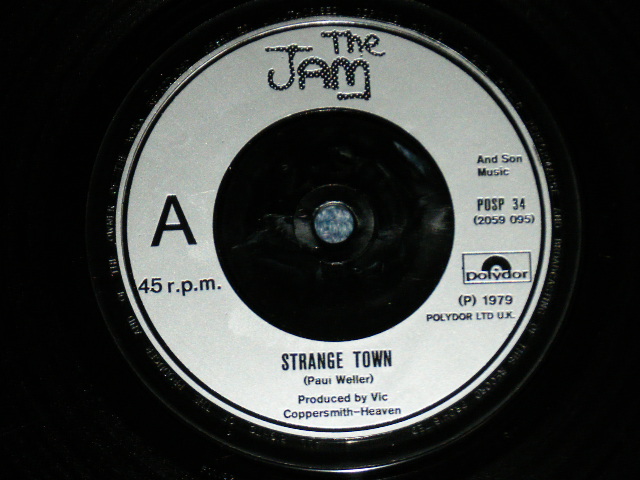 The
JAM
And Son
Music
POSP 34
(2059 095)
A
45 r.p.m.
polydor
(P) 1979
POLYDOR LTD U.K.
STRANGE TOWN
(Paul Weller)
Produced by Vic
Coppersmith-Heaven